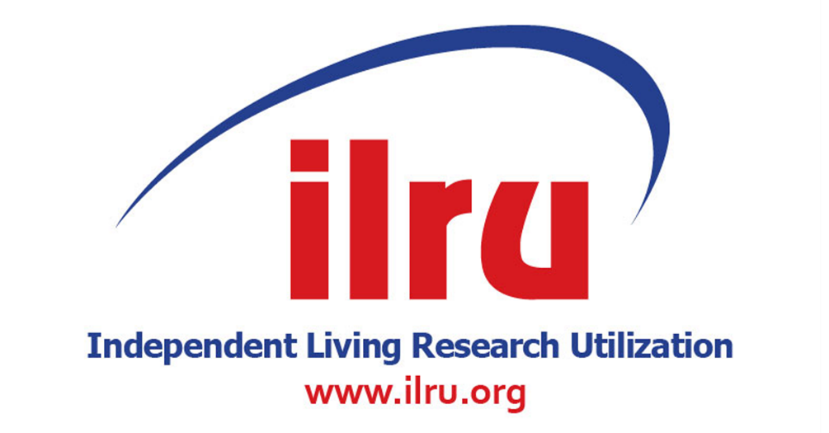 ilru
Independent Living Research Utilization
www.ilru.org